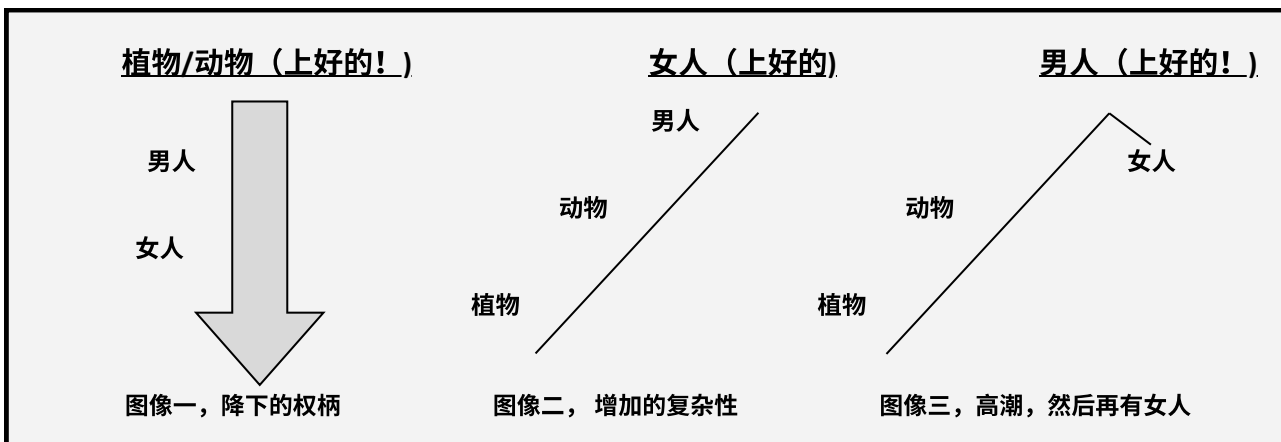 植物/动物（上好的！)
男人
女人
图像一，降下的权柄
女人（上好的)
男人
动物
植物
图像二， 增加的复杂性
男人（上好的！)
女人
动物
植物
图像三，高潮，然后再有女人